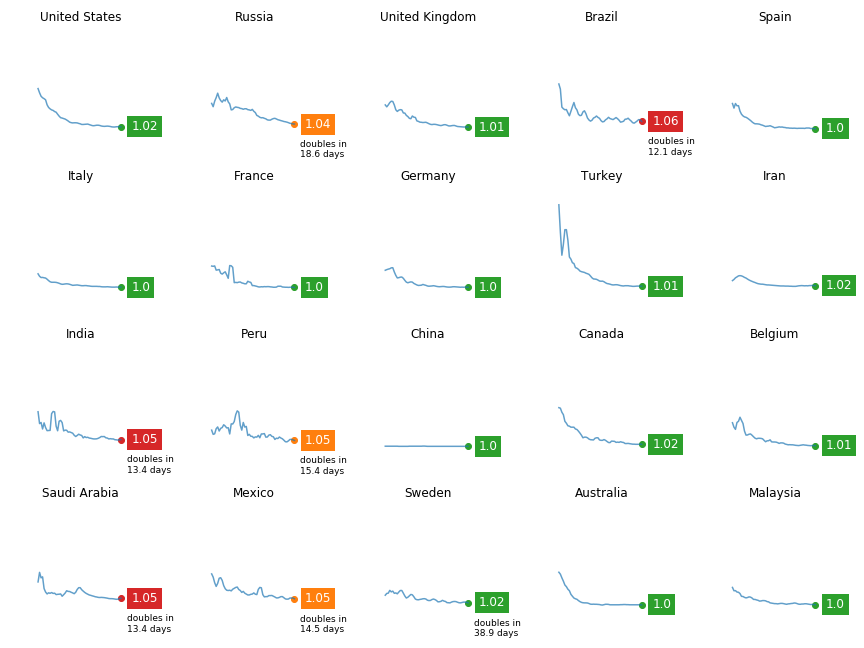 United States
Russia
United Kingdom
Brazil
Spain
1.02
1.04
doubles in
18.6 days
1.01
1.06
doubles in
12.1 days
1.0
Italy
France
Germany
Turkey
Iran
1.0
1.0
1.0
1.01
1.02
India
Peru
China
Canada
Belgium
1.05
doubles in
13.4 days
1.05
doubles in
15.4 days
1.0
1.02
1.01
Saudi Arabia
Mexico
Sweden
Australia
Malaysia
1.05
doubles in
13.4 days
1.05
doubles in
14.5 days
1.02
doubles in
38.9 days
1.0
1.0